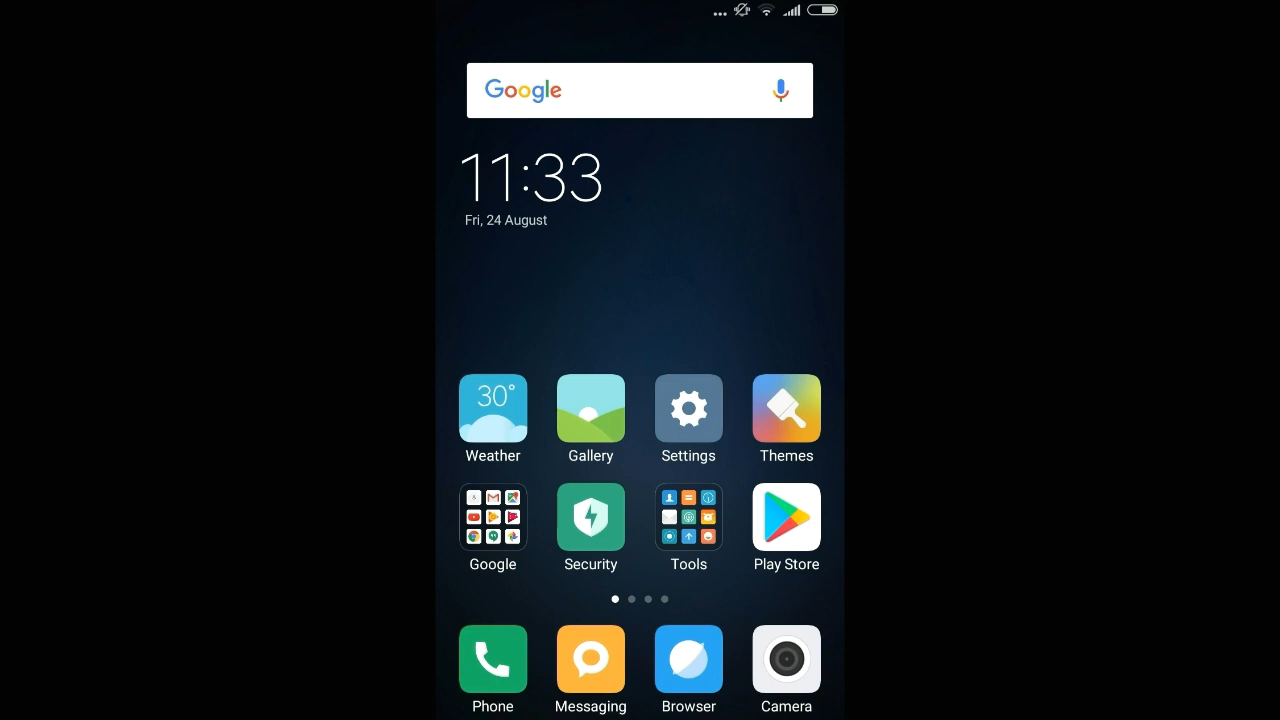 Google
11:33
Fri, 24 August
30°
Weather
Gallery
Settings
Themes
Google
Security
Tools
Play Store
Phone
Messaging
Browser
Camera